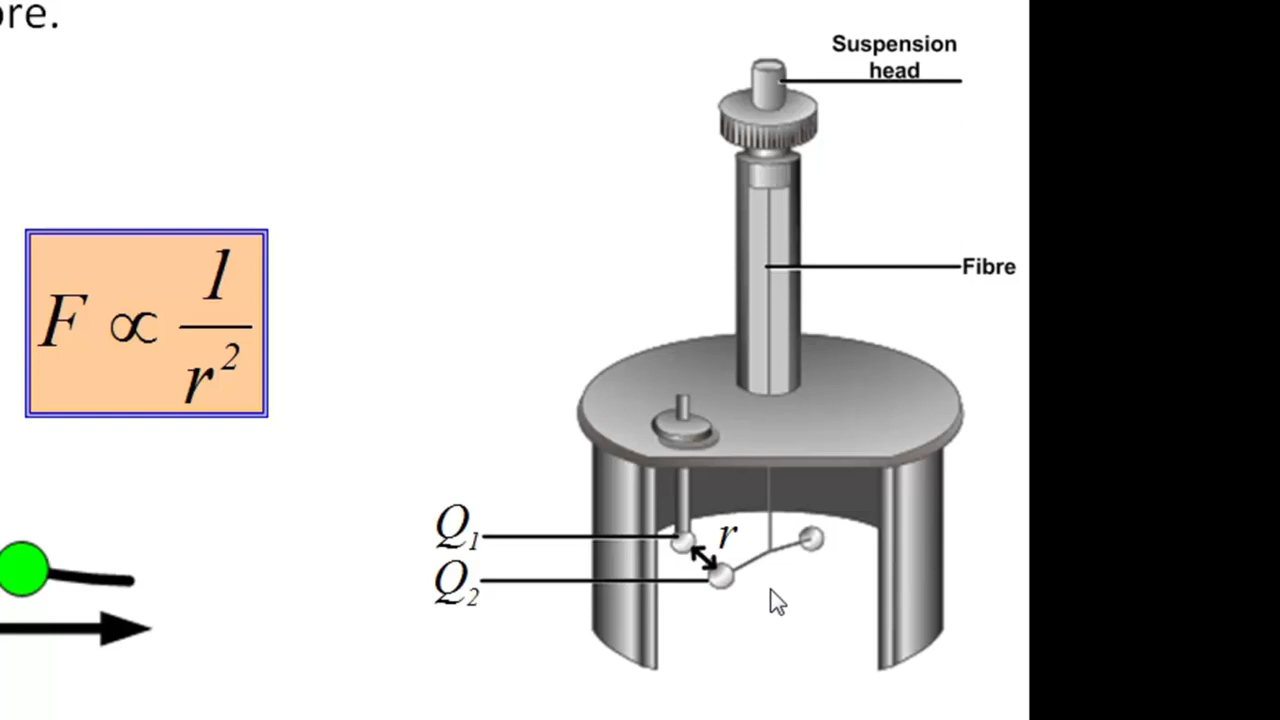 ore.
Suspension
head
F ∝ 1/r²
Fibre
Q₁
r
Q₂